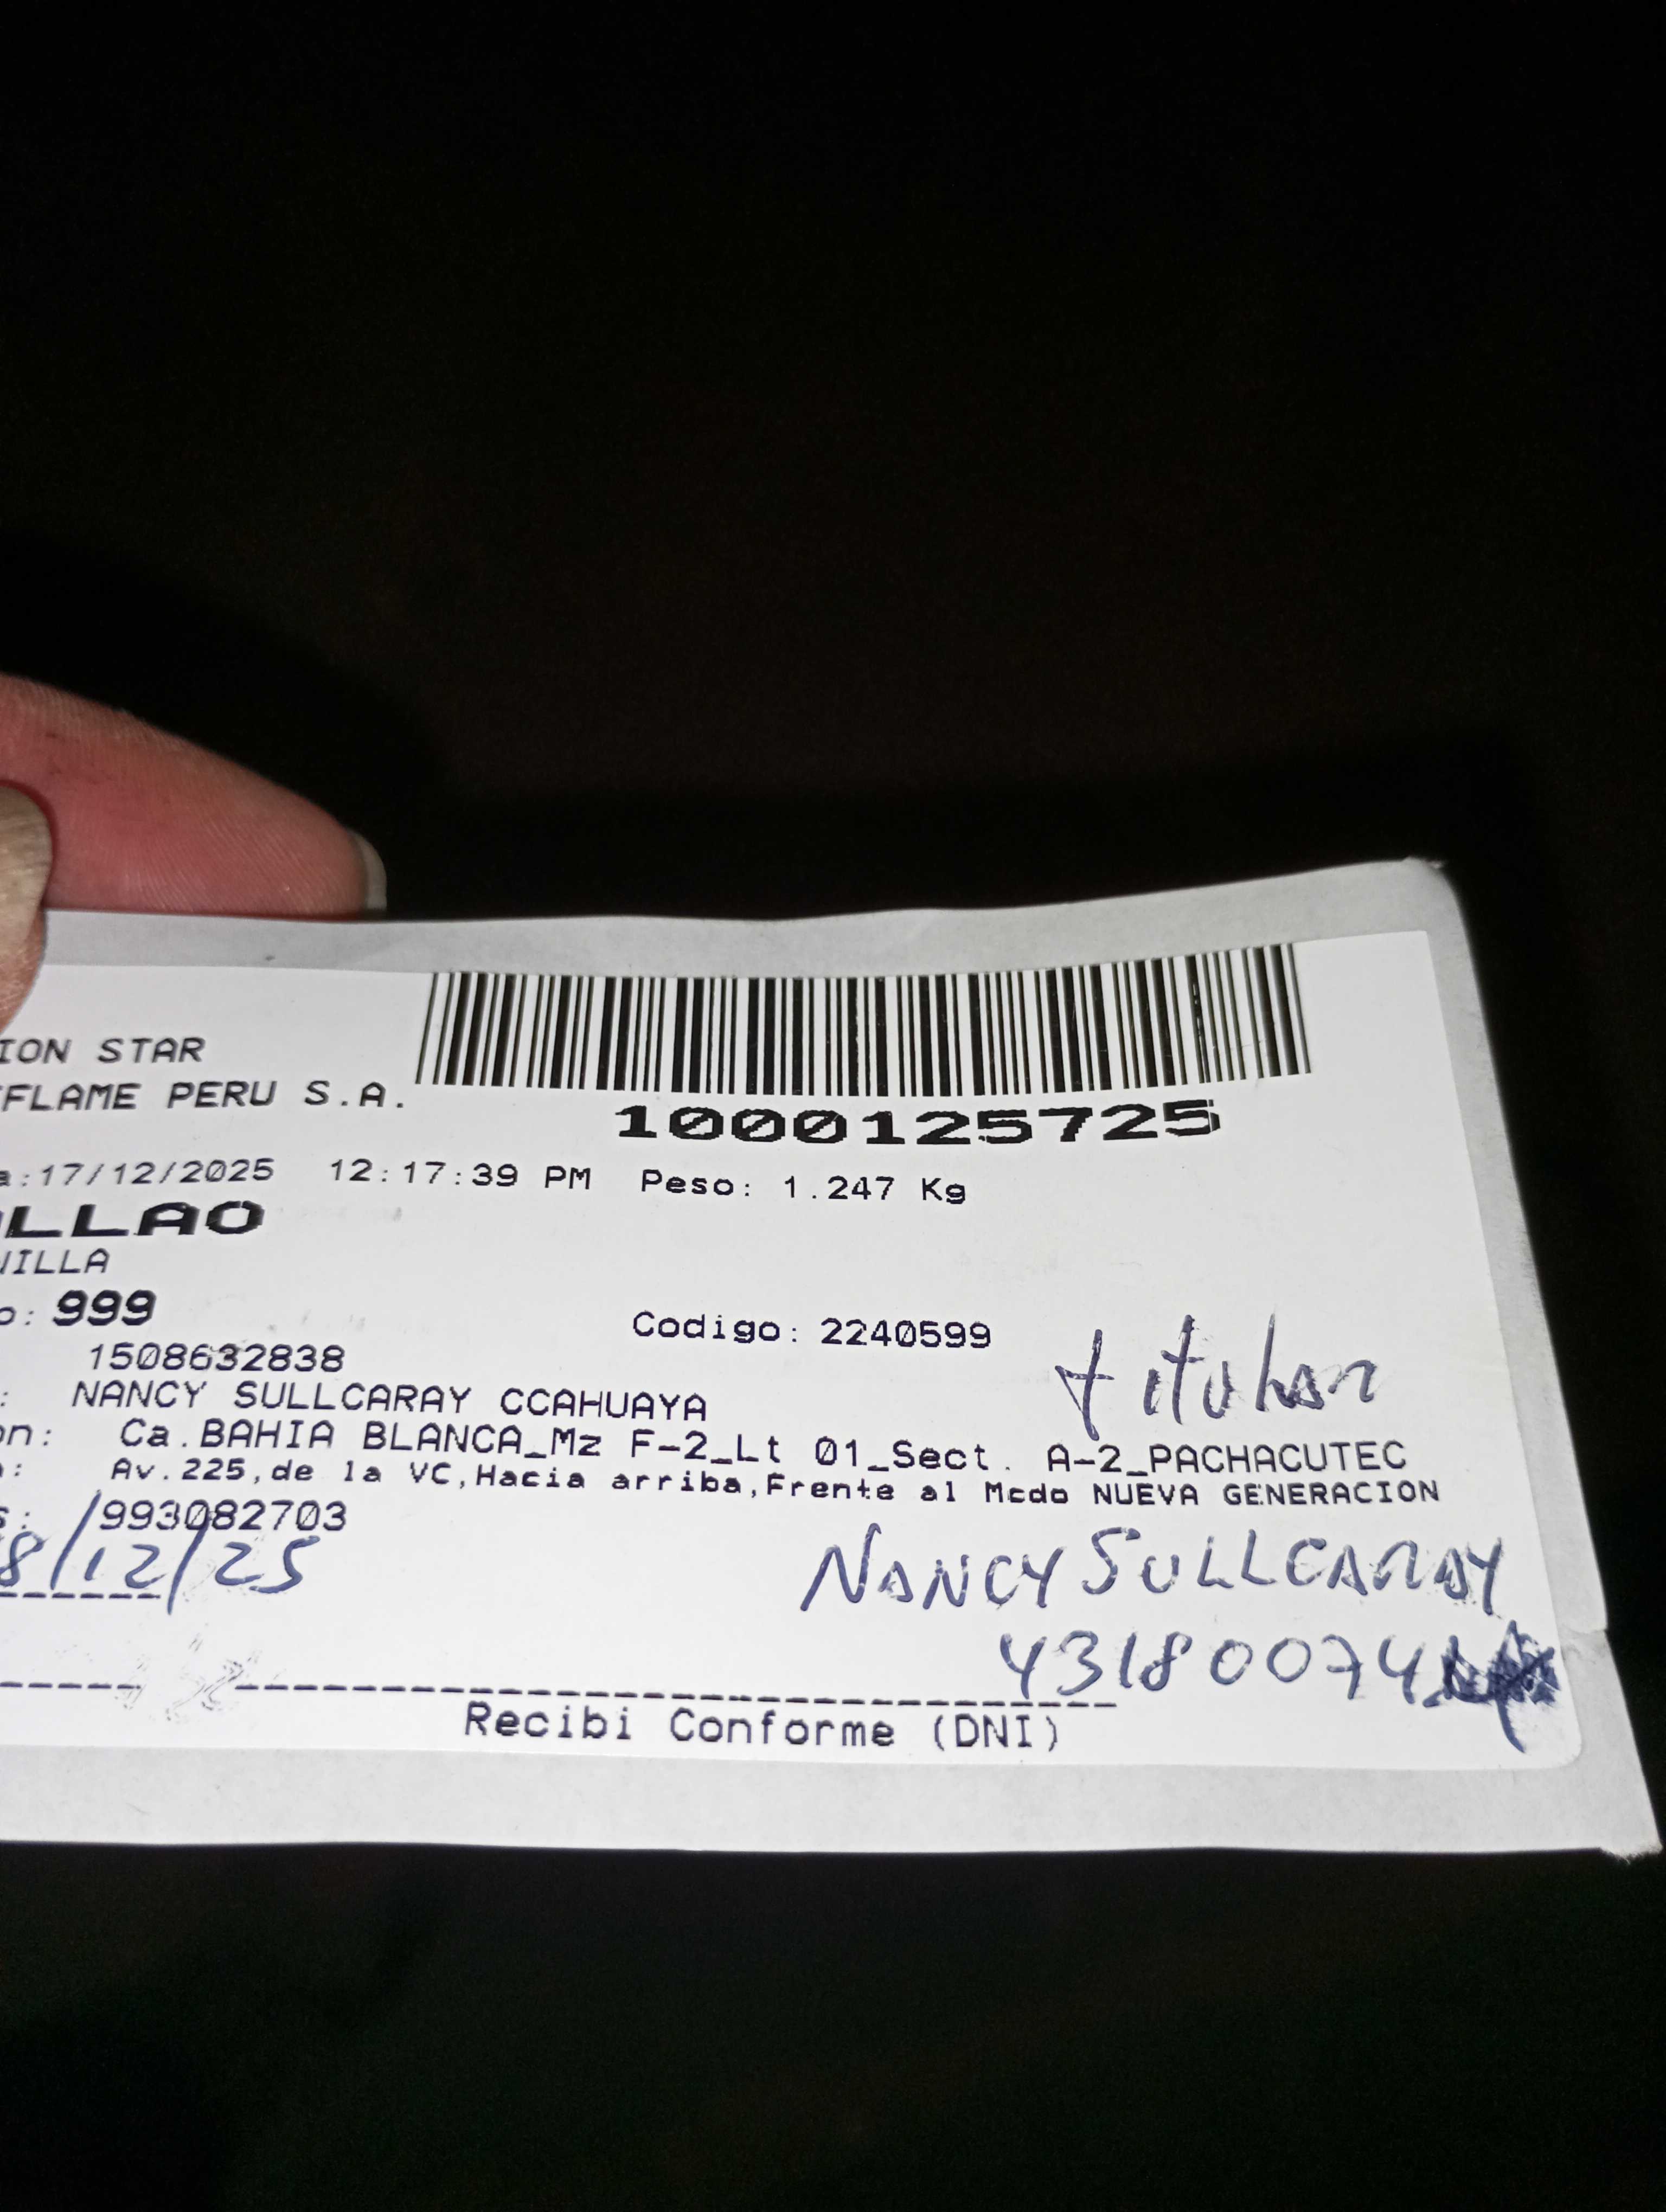 ION STAR
FLAME PERU S.A.
1000125725
a:17/12/2025 12:17:39 PM Peso: 1.247 Kg
LLAO
NILLA
o: 999
Codigo: 2240599
titular
1508632838
: NANCY SULLCARAY CCAHUAYA
on: Ca.BAHIA BLANCA_Mz F-2_Lt 01_Sect. A-2_PACHACUTEC
: Av.225,de la VC,Hacia arriba,Frente al Mcdo NUEVA GENERACION
s: 993082703
8/12/25
NANCY SULLCARAY
43180074
Recibi Conforme (DNI)